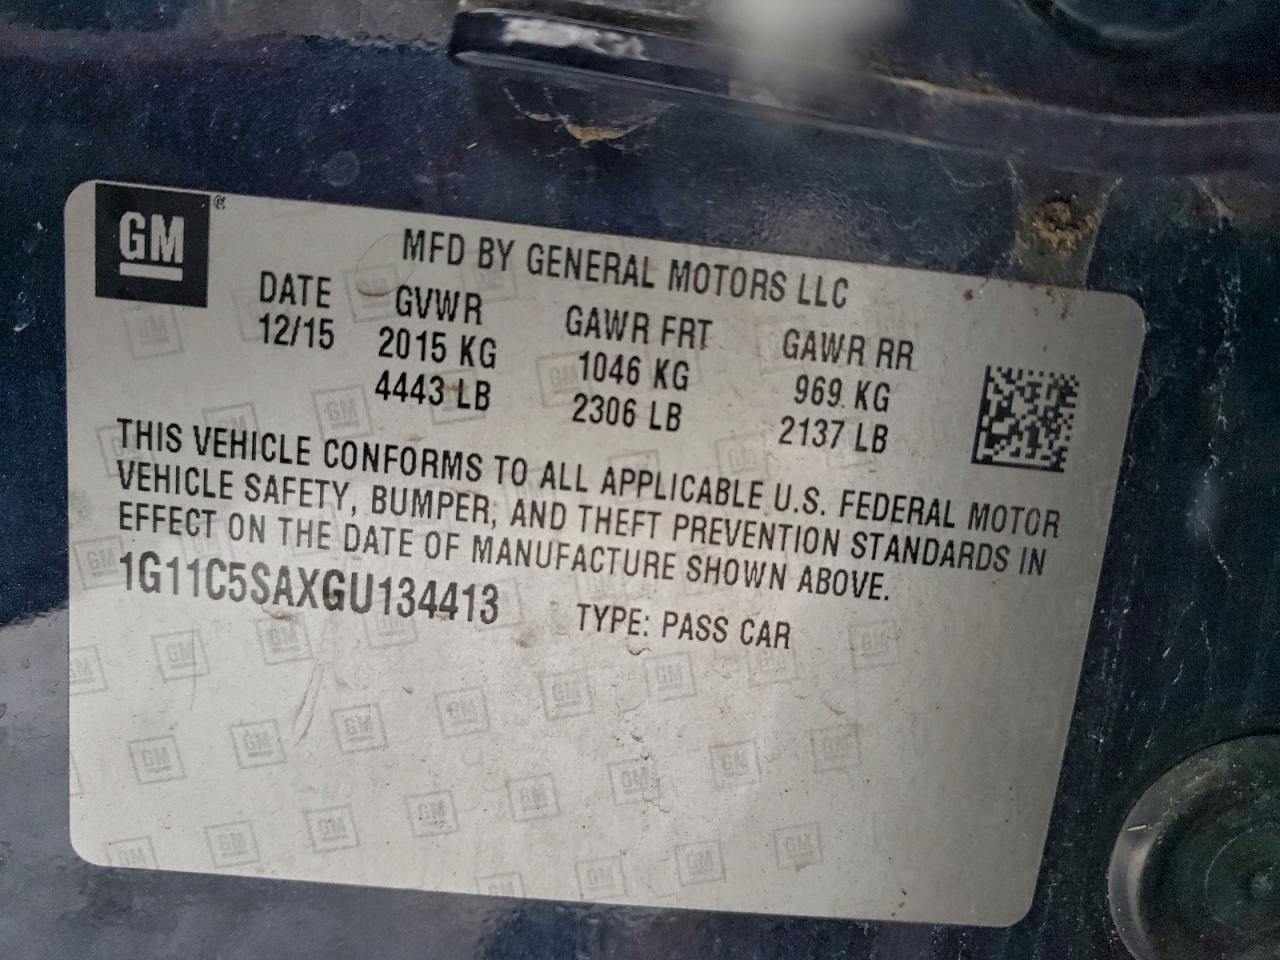 GM®
MFD BY GENERAL MOTORS LLC
DATE GVWR GAWR FRT GAWR RR
12/15 2015 KG 1046 KG 969 KG
4443 LB 2306 LB 2137 LB
THIS VEHICLE CONFORMS TO ALL APPLICABLE U.S. FEDERAL MOTOR
VEHICLE SAFETY, BUMPER, AND THEFT PREVENTION STANDARDS IN
EFFECT ON THE DATE OF MANUFACTURE SHOWN ABOVE.
1G11C5SAXGU134413 TYPE: PASS CAR